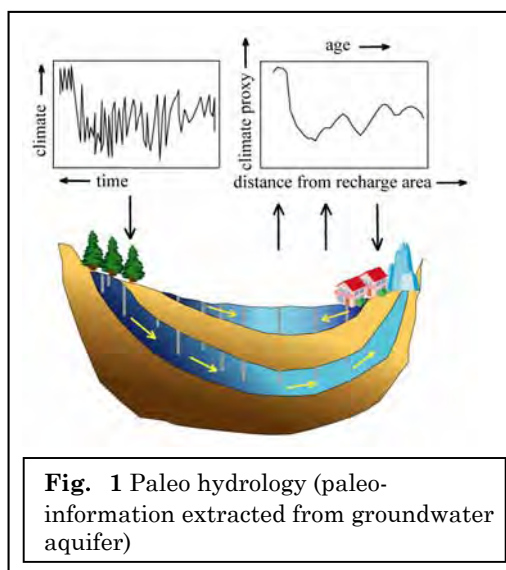 age
climate
time
climate proxy
distance from recharge area
Fig. 1 Paleo hydrology (paleo-
information extracted from groundwater
aquifer)